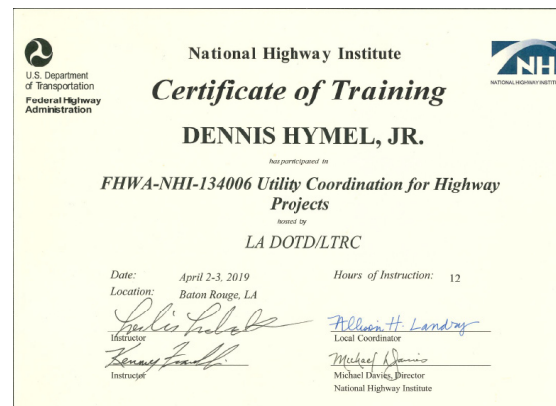 U.S. Department
of Transportation
Federal Highway
Administration
National Highway Institute
NH
NATIONAL HIGHWAY INSTIT
Certificate of Training
DENNIS HYMEL, JR.
has participated in
FHWA-NHI-134006 Utility Coordination for Highway
Projects
hosted by
LA DOTD/LTRC
Date: April 2-3, 2019
Hours of Instruction: 12
Location: Baton Rouge, LA
Allison H. Landry
Instructor
Local Coordinator
Michael Davies
Instructor
Michael Davies, Director
National Highway Institute